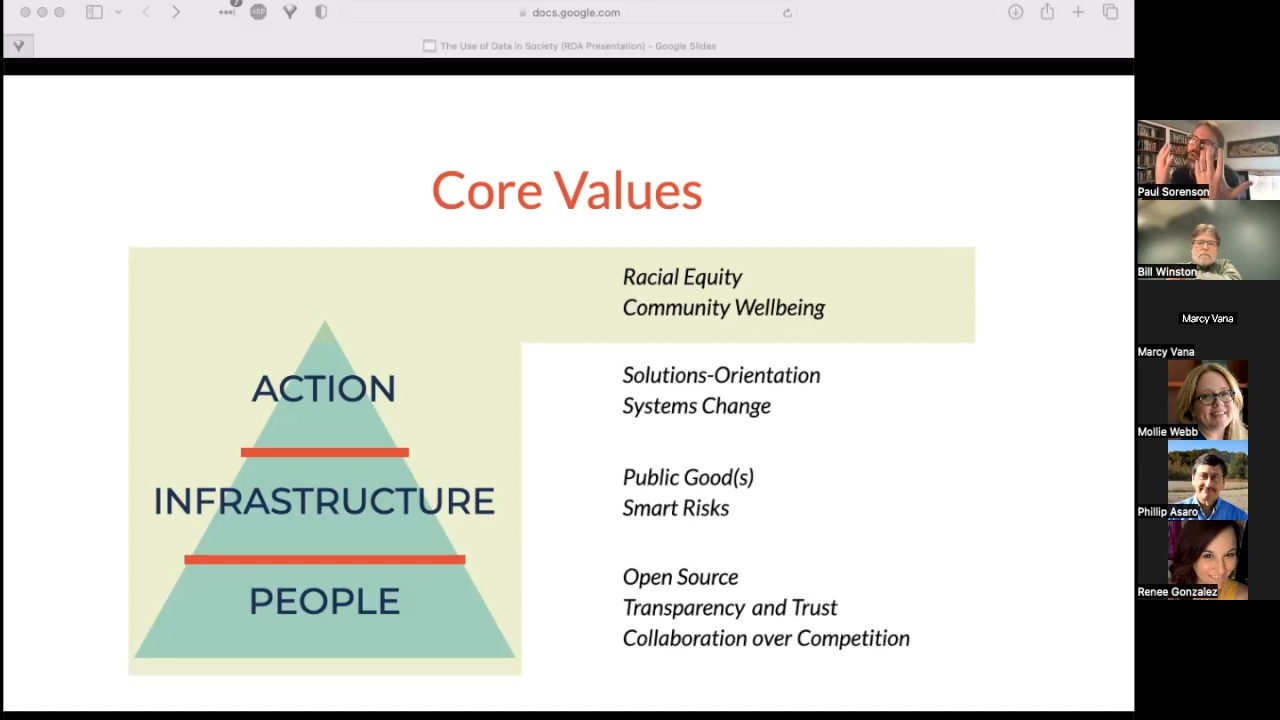 7
ABP
docs.google.com
The Use of Data in Society (RDA Presentation) – Google Slides
Core Values
Racial Equity
Community Wellbeing
ACTION
Solutions-Orientation
Systems Change
INFRASTRUCTURE
Public Good(s)
Smart Risks
PEOPLE
Open Source
Transparency and Trust
Collaboration over Competition
Paul Sorenson
Bill Winston
Marcy Vana
Marcy Vana
Mollie Webb
Phillip Asaro
Renee Gonzalez